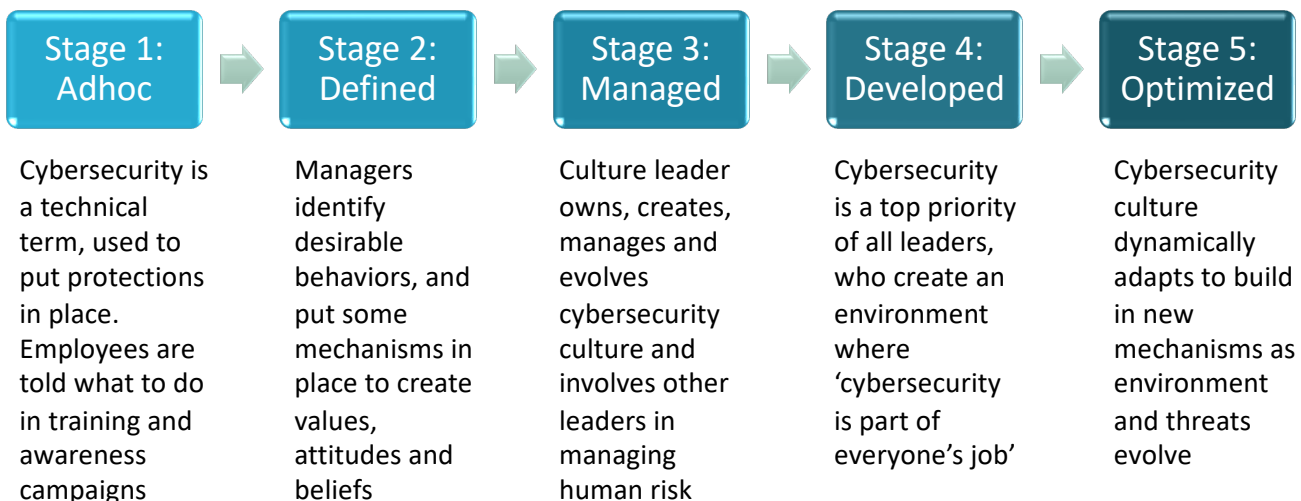 Stage 1:
Adhoc
Cybersecurity is
a technical
term, used to
put protections
in place.
Employees are
told what to do
in training and
awareness
campaigns
Stage 2:
Defined
Managers
identify
desirable
behaviors, and
put some
mechanisms in
place to create
values,
attitudes and
beliefs
Stage 3:
Managed
Culture leader
owns, creates,
manages and
evolves
cybersecurity
culture and
involves other
leaders in
managing
human risk
Stage 4:
Developed
Cybersecurity
is a top priority
of all leaders,
who create an
environment
where
‘cybersecurity
is part of
everyone’s job’
Stage 5:
Optimized
Cybersecurity
culture
dynamically
adapts to build
in new
mechanisms as
environment
and threats
evolve